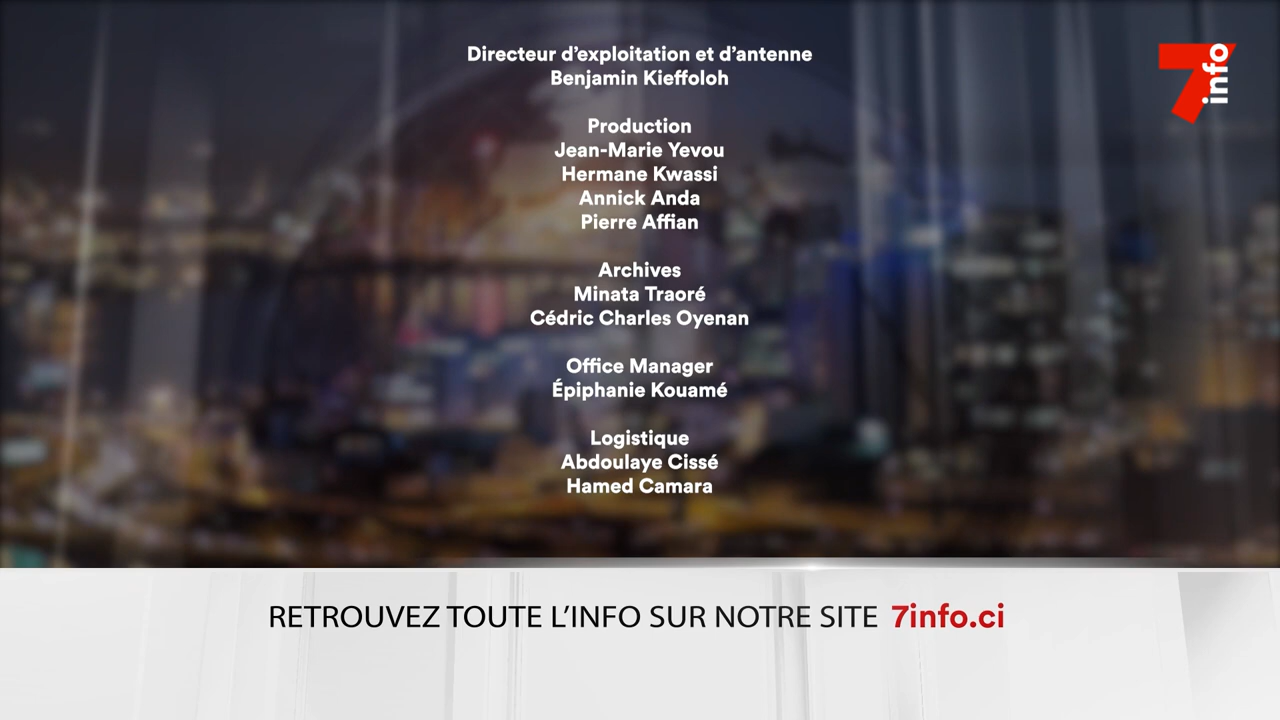 Directeur d’exploitation et d’antenne
Benjamin Kieffoloh
Production
Jean-Marie Yevou
Hermane Kwassi
Annick Anda
Pierre Affian
Archives
Minata Traoré
Cédric Charles Oyenan
Office Manager
Épiphanie Kouamé
Logistique
Abdoulaye Cissé
Hamed Camara
7info
RETROUVEZ TOUTE L’INFO SUR NOTRE SITE 7info.ci